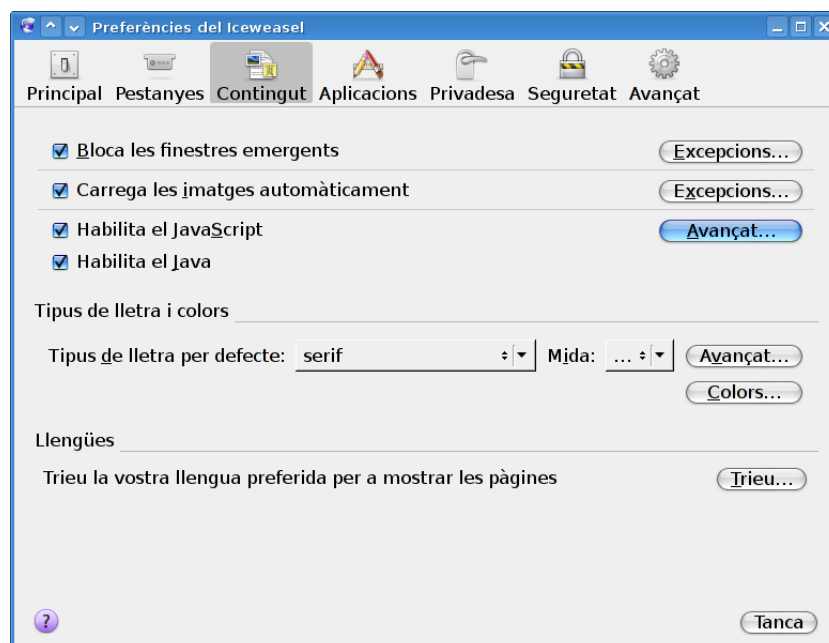 Preferències del Iceweasel
Principal Pestanyes Contingut Aplicacions Privadesa Seguretat Avançat
Bloca les finestres emergents Excepcions...
Carrega les imatges automàticament Excepcions...
Habilita el JavaScript Avançat...
Habilita el Java
Tipus de lletra i colors
Tipus de lletra per defecte: serif Mida: ... Avançat...
Colors...
Llengües
Trieu la vostra llengua preferida per a mostrar les pàgines Trieu...
? Tanca